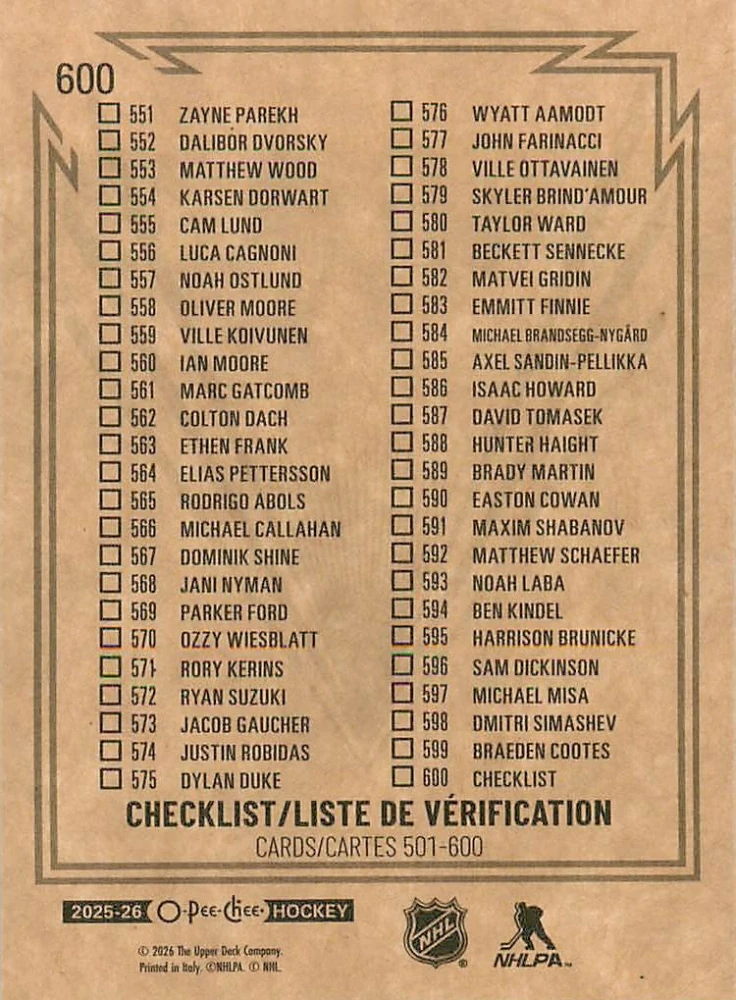 600
551 ZAYNE PAREKH
552 DALIBOR DVORSKY
553 MATTHEW WOOD
554 KARSEN DORWART
555 CAM LUND
556 LUCA CAGNONI
557 NOAH OSTLUND
558 OLIVER MOORE
559 VILLE KOIVUNEN
560 IAN MOORE
561 MARC GATCOMB
562 COLTON DACH
563 ETHEN FRANK
564 ELIAS PETTERSSON
565 RODRIGO ABOLS
566 MICHAEL CALLAHAN
567 DOMINIK SHINE
568 JANI NYMAN
569 PARKER FORD
570 OZZY WIESBLATT
571 RORY KERINS
572 RYAN SUZUKI
573 JACOB GAUCHER
574 JUSTIN ROBIDAS
575 DYLAN DUKE
576 WYATT AAMODT
577 JOHN FARINACCI
578 VILLE OTTAVAINEN
579 SKYLER BRIND'AMOUR
580 TAYLOR WARD
581 BECKETT SENNECKE
582 MATVEI GRIDIN
583 EMMITT FINNIE
584 MICHAEL BRANDSEGG-NYGÅRD
585 AXEL SANDIN-PELLIKKA
586 ISAAC HOWARD
587 DAVID TOMASEK
588 HUNTER HAIGHT
589 BRADY MARTIN
590 EASTON COWAN
591 MAXIM SHABANOV
592 MATTHEW SCHAEFER
593 NOAH LABA
594 BEN KINDEL
595 HARRISON BRUNICKE
596 SAM DICKINSON
597 MICHAEL MISA
598 DMITRI SIMASHEV
599 BRAEDEN COOTES
600 CHECKLIST
CHECKLIST/LISTE DE VÉRIFICATION
CARDS/CARTES 501-600
2025-26 O-Pee-Chee HOCKEY
© 2026 The Upper Deck Company.
Printed in Italy. ©NHLPA. © NHL.
NHL ®
NHLPA™